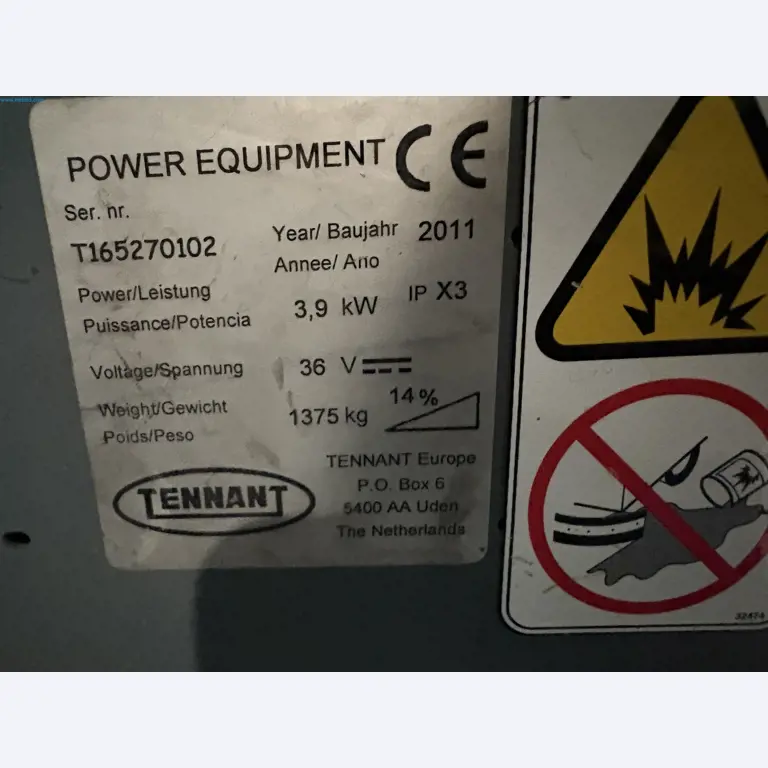 POWER EQUIPMENT CE
Ser. nr.
T165270102
Year/ Baujahr 2011
Annee/ Ano
Power/Leistung
Puissance/Potencia
3,9 kW IP X3
Voltage/Spannung 36 V
Weight/Gewicht
Poids/Peso
1375 kg 14%
TENNANT
TENNANT Europe
P.O. Box 6
5400 AA Uden
The Netherlands